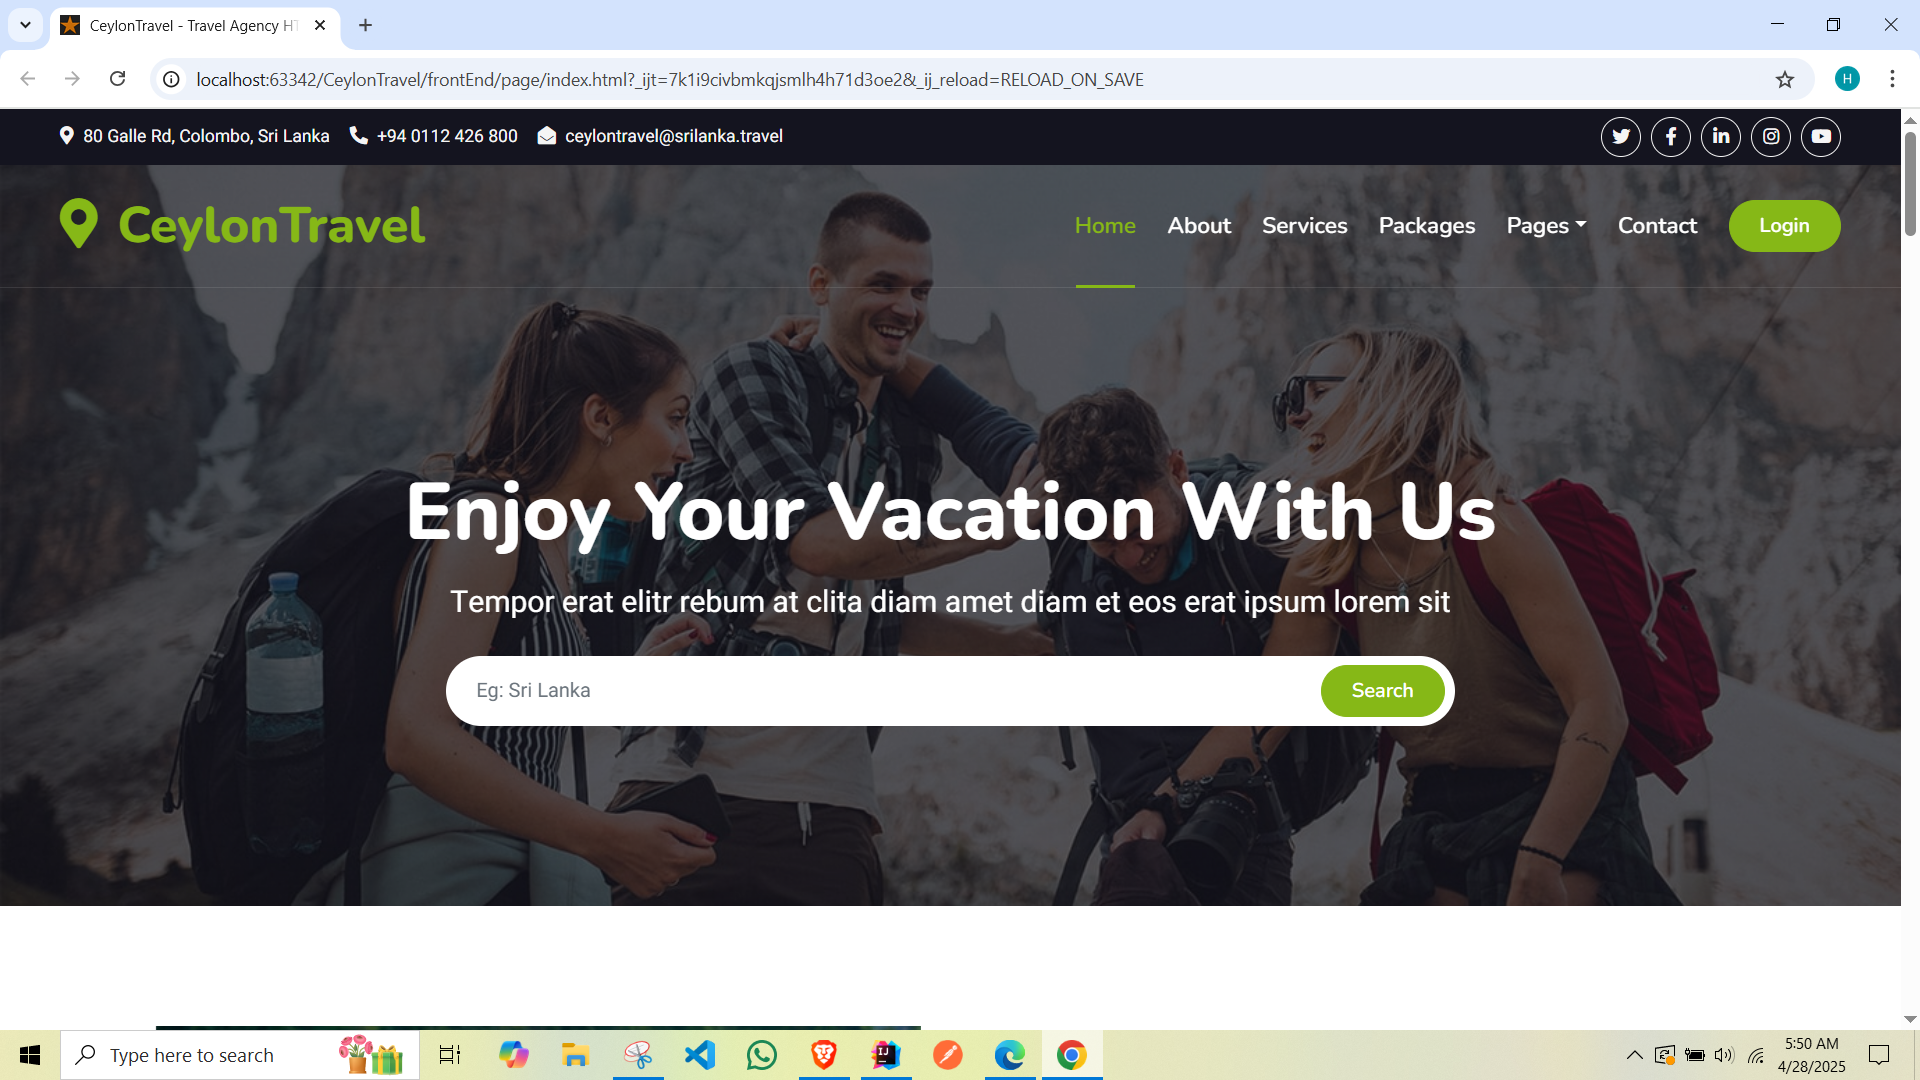 CeylonTravel - Travel Agency HT
localhost:63342/CeylonTravel/frontEnd/page/index.html?_ijt=7k1i9civbmkqjsmlh4h71d3oe2&_ij_reload=RELOAD_ON_SAVE
H
80 Galle Rd, Colombo, Sri Lanka +94 0112 426 800 ceylontravel@srilanka.travel
CeylonTravel
Home About Services Packages Pages Contact Login
Enjoy Your Vacation With Us
Tempor erat elitr rebum at clita diam amet diam et eos erat ipsum lorem sit
Eg: Sri Lanka Search
Type here to search
IJ
5:50 AM
4/28/2025